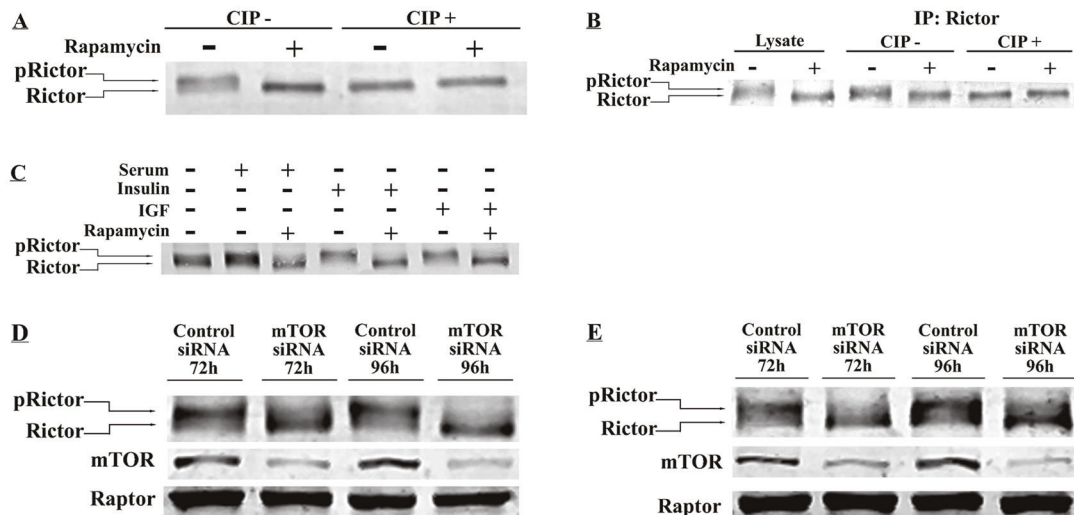 A
CIP - CIP +
Rapamycin - + - +
pRictor
Rictor
B
IP: Rictor
Lysate CIP - CIP +
Rapamycin - + - + - +
pRictor
Rictor
C
Serum - + + - - - -
Insulin - - - + + - -
IGF - - - - - + +
Rapamycin - - + - + - +
pRictor
Rictor
D
Control mTOR Control mTOR
siRNA siRNA siRNA siRNA
72h 72h 96h 96h
pRictor
Rictor
mTOR
Raptor
E
Control mTOR Control mTOR
siRNA siRNA siRNA siRNA
72h 72h 96h 96h
pRictor
Rictor
mTOR
Raptor